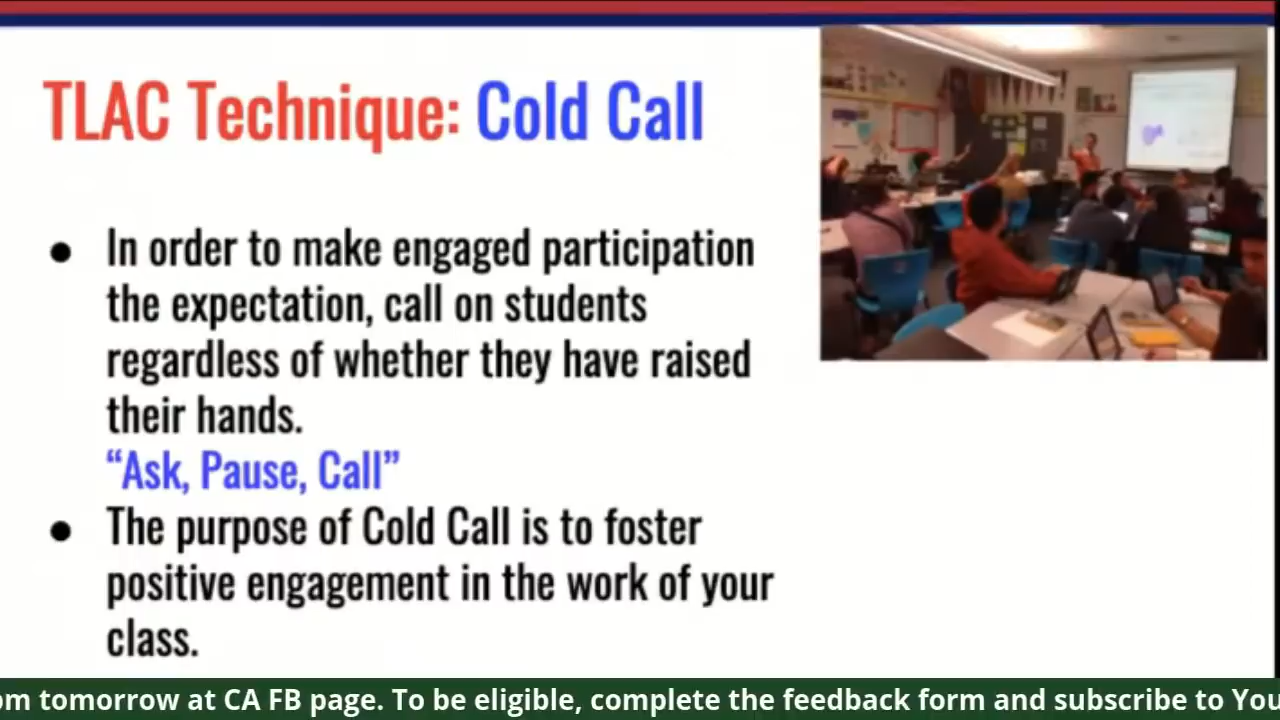 TLAC Technique: Cold Call
● In order to make engaged participation
the expectation, call on students
regardless of whether they have raised
their hands.
“Ask, Pause, Call”
● The purpose of Cold Call is to foster
positive engagement in the work of your
class.
tomorrow at CA FB page. To be eligible, complete the feedback form and subscribe to